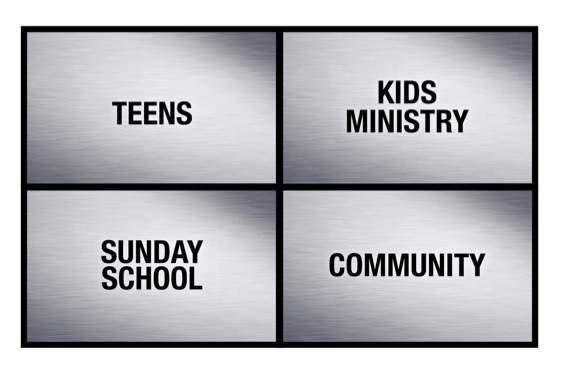 TEENS
KIDS
MINISTRY
SUNDAY
SCHOOL
COMMUNITY